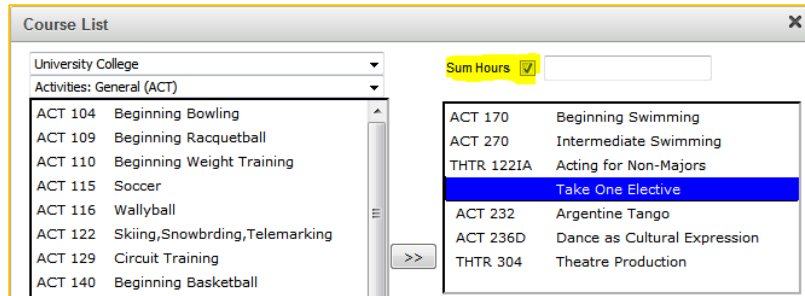 Course List
University College
Activities: General (ACT)
ACT 104 Beginning Bowling
ACT 109 Beginning Racquetball
ACT 110 Beginning Weight Training
ACT 115 Soccer
ACT 116 Wallyball
ACT 122 Skiing,Snowbrding,Telemarking
ACT 129 Circuit Training
ACT 140 Beginning Basketball
>>
Sum Hours
ACT 170 Beginning Swimming
ACT 270 Intermediate Swimming
THTR 122IA Acting for Non-Majors
Take One Elective
ACT 232 Argentine Tango
ACT 236D Dance as Cultural Expression
THTR 304 Theatre Production